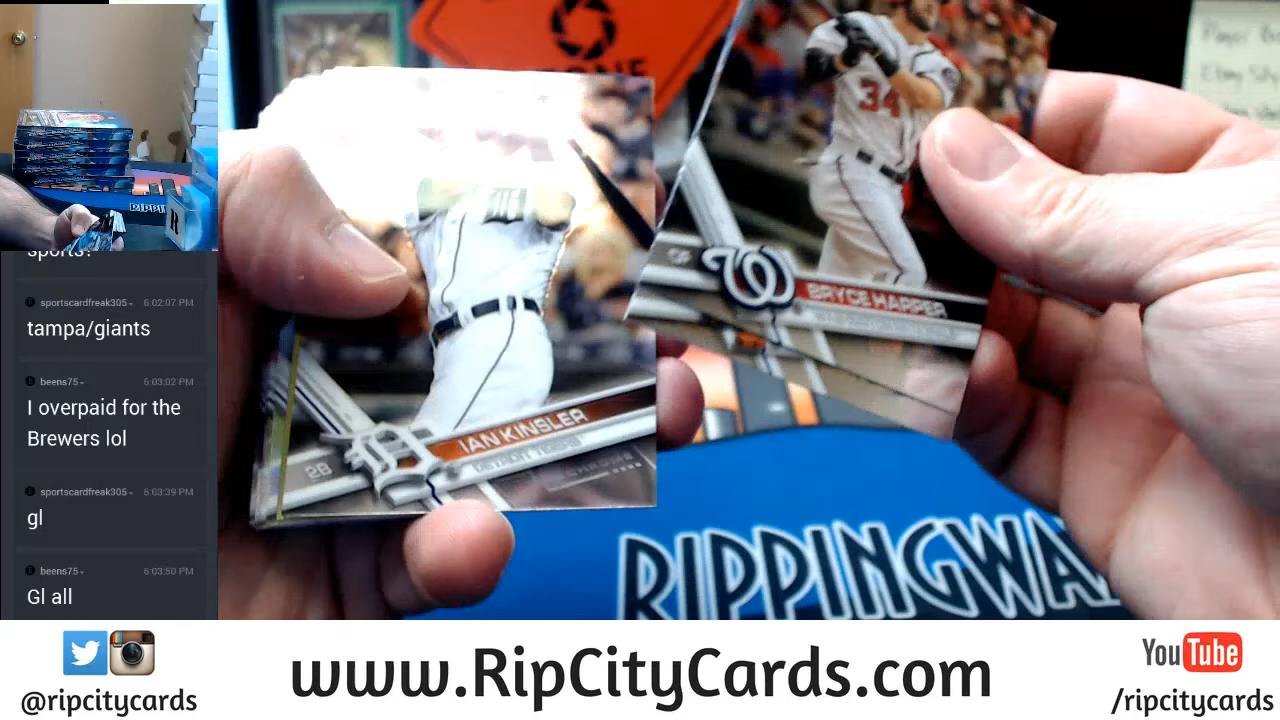 sports?
sportscardfreak305 6:02:07 PM
tampa/giants
beens75 6:03:02 PM
I overpaid for the
Brewers lol
sportscardfreak305 6:03:39 PM
gl
beens75 6:03:50 PM
Gl all
34
OF
W
BRYCE HARPER
D
2B
IAN KINSLER
DETROIT TIGERS
RIPPINGWA
R
@ripcitycards
www.RipCityCards.com
YouTube
/ripcitycards